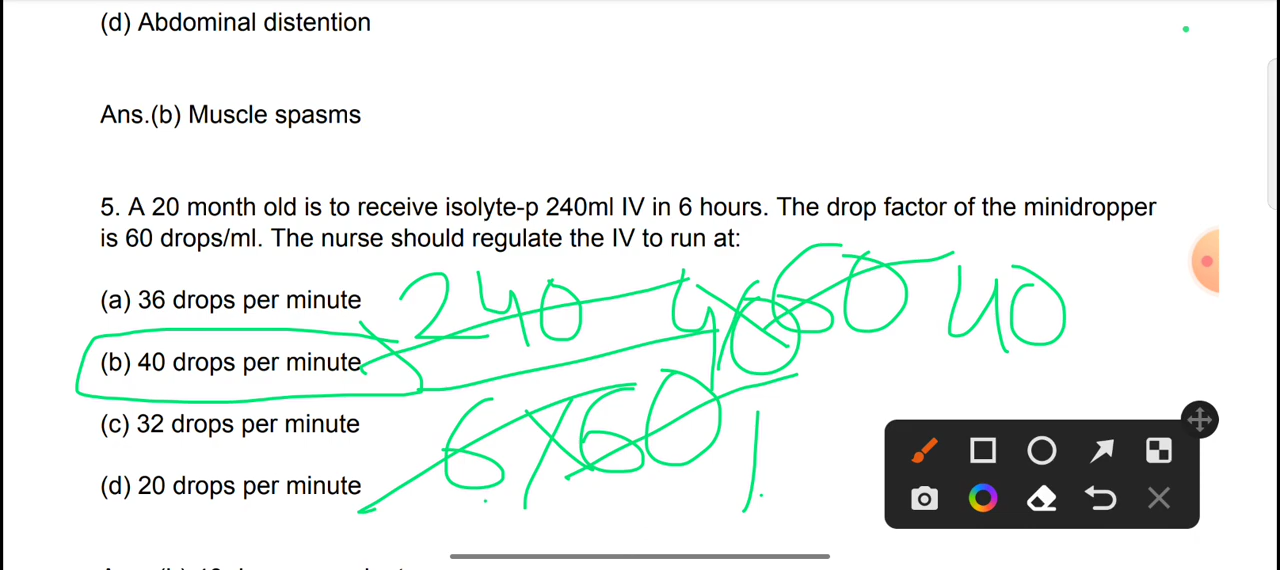 (d) Abdominal distention
Ans.(b) Muscle spasms
5. A 20 month old is to receive isolyte-p 240ml IV in 6 hours. The drop factor of the minidropper
is 60 drops/ml. The nurse should regulate the IV to run at:
(a) 36 drops per minute
240 60 40
(b) 40 drops per minute
(c) 32 drops per minute
6×60
(d) 20 drops per minute